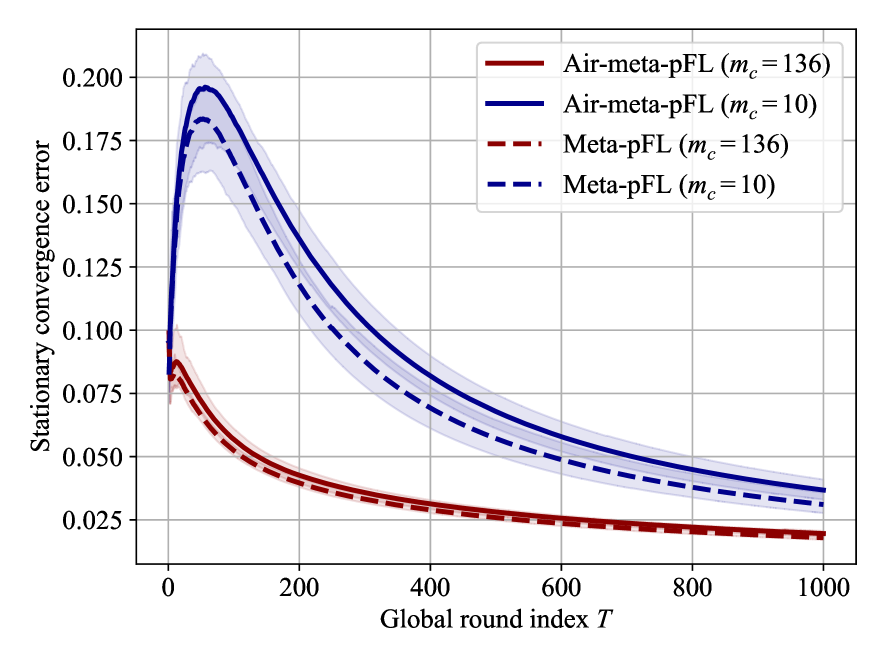 Air-meta-pFL (m_c = 136)
Air-meta-pFL (m_c = 10)
Meta-pFL (m_c = 136)
Meta-pFL (m_c = 10)
Stationary convergence error
0.200
0.175
0.150
0.125
0.100
0.075
0.050
0.025
0 200 400 600 800 1000
Global round index T